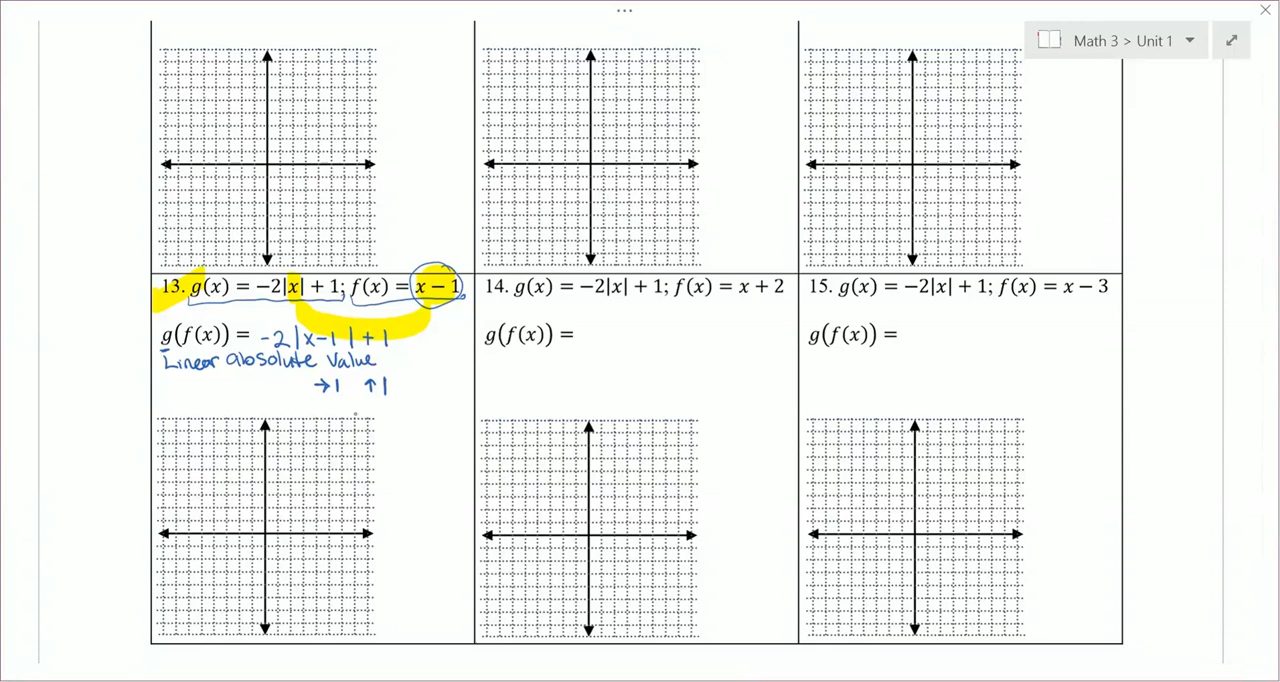 Math 3 > Unit 1
13. g(x) = −2|x| + 1; f(x) = x − 1
g(f(x)) = -2 |x-1| + 1
Linear absolute value
→1 ↑1
14. g(x) = −2|x| + 1; f(x) = x + 2
g(f(x)) =
15. g(x) = −2|x| + 1; f(x) = x − 3
g(f(x)) =